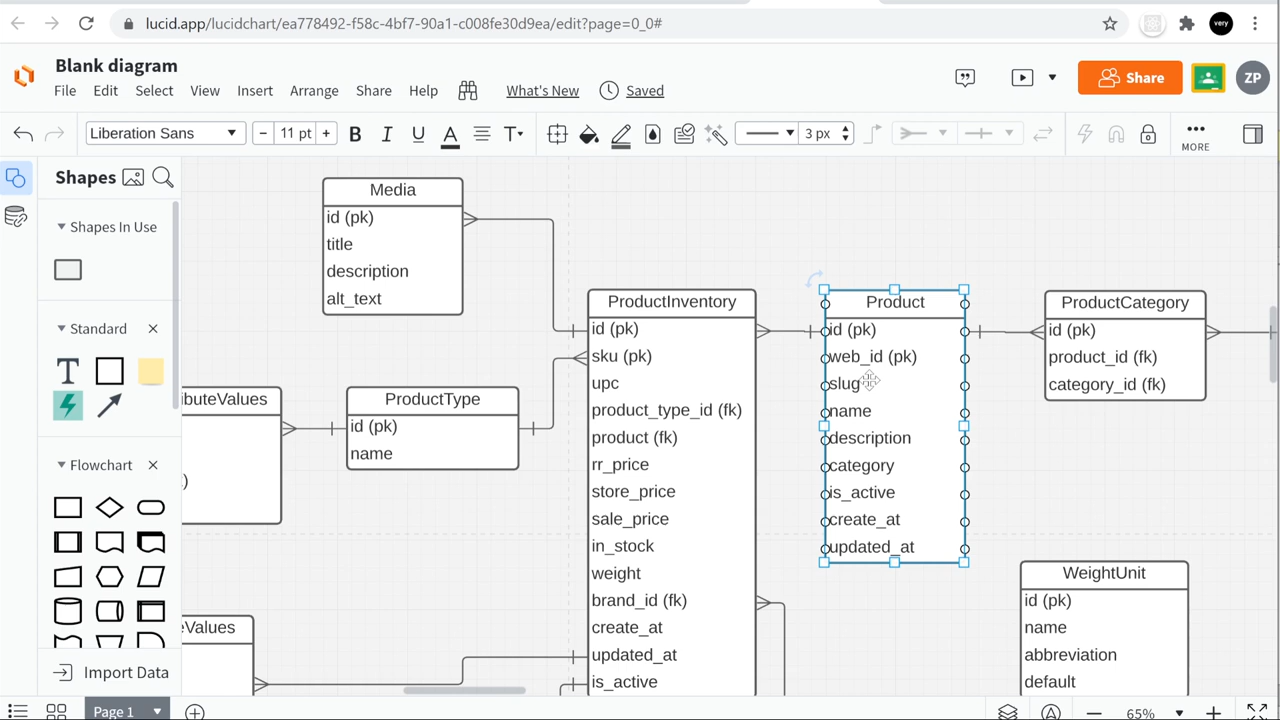 lucid.app/lucidchart/ea778492-f58c-4bf7-90a1-c008fe30d9ea/edit?page=0_0#
very
Blank diagram
File Edit Select View Insert Arrange Share Help What's New Saved
Share
ZP
Liberation Sans
11 pt
B I U A T
3 px
MORE
Shapes
Shapes In Use
Standard
T
Flowchart
Import Data
Media
id (pk)
title
description
alt_text
ibuteValues
)
ProductType
id (pk)
name
eValues
ProductInventory
id (pk)
sku (pk)
upc
product_type_id (fk)
product (fk)
rr_price
store_price
sale_price
in_stock
weight
brand_id (fk)
create_at
updated_at
is_active
Product
id (pk)
web_id (pk)
slug
name
description
category
is_active
create_at
updated_at
ProductCategory
id (pk)
product_id (fk)
category_id (fk)
WeightUnit
id (pk)
name
abbreviation
default
Page 1
65%